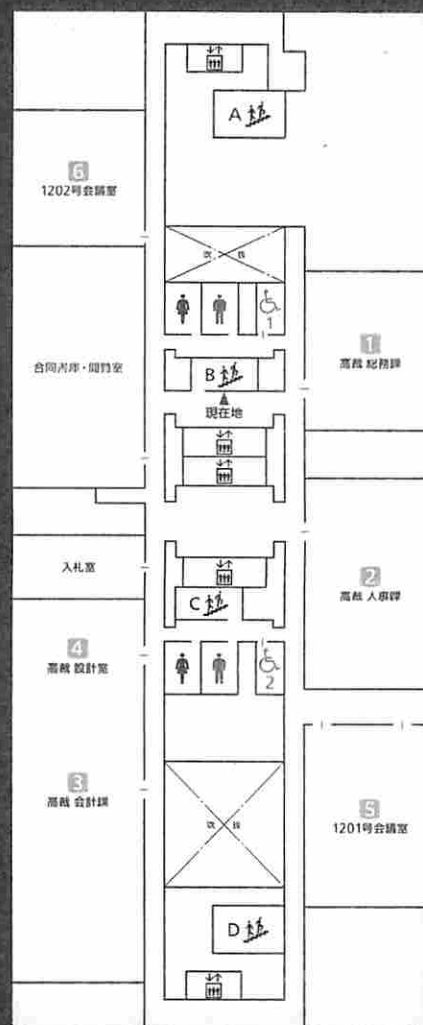 A
6
1202号会議室
吹 抜
1
B
現在地
合同書庫・閲覧室
1
高裁 総務課
2
高裁 人事課
入札室
C
4
高裁 設計室
2
3
高裁 会計課
吹 抜
5
1201号会議室
D